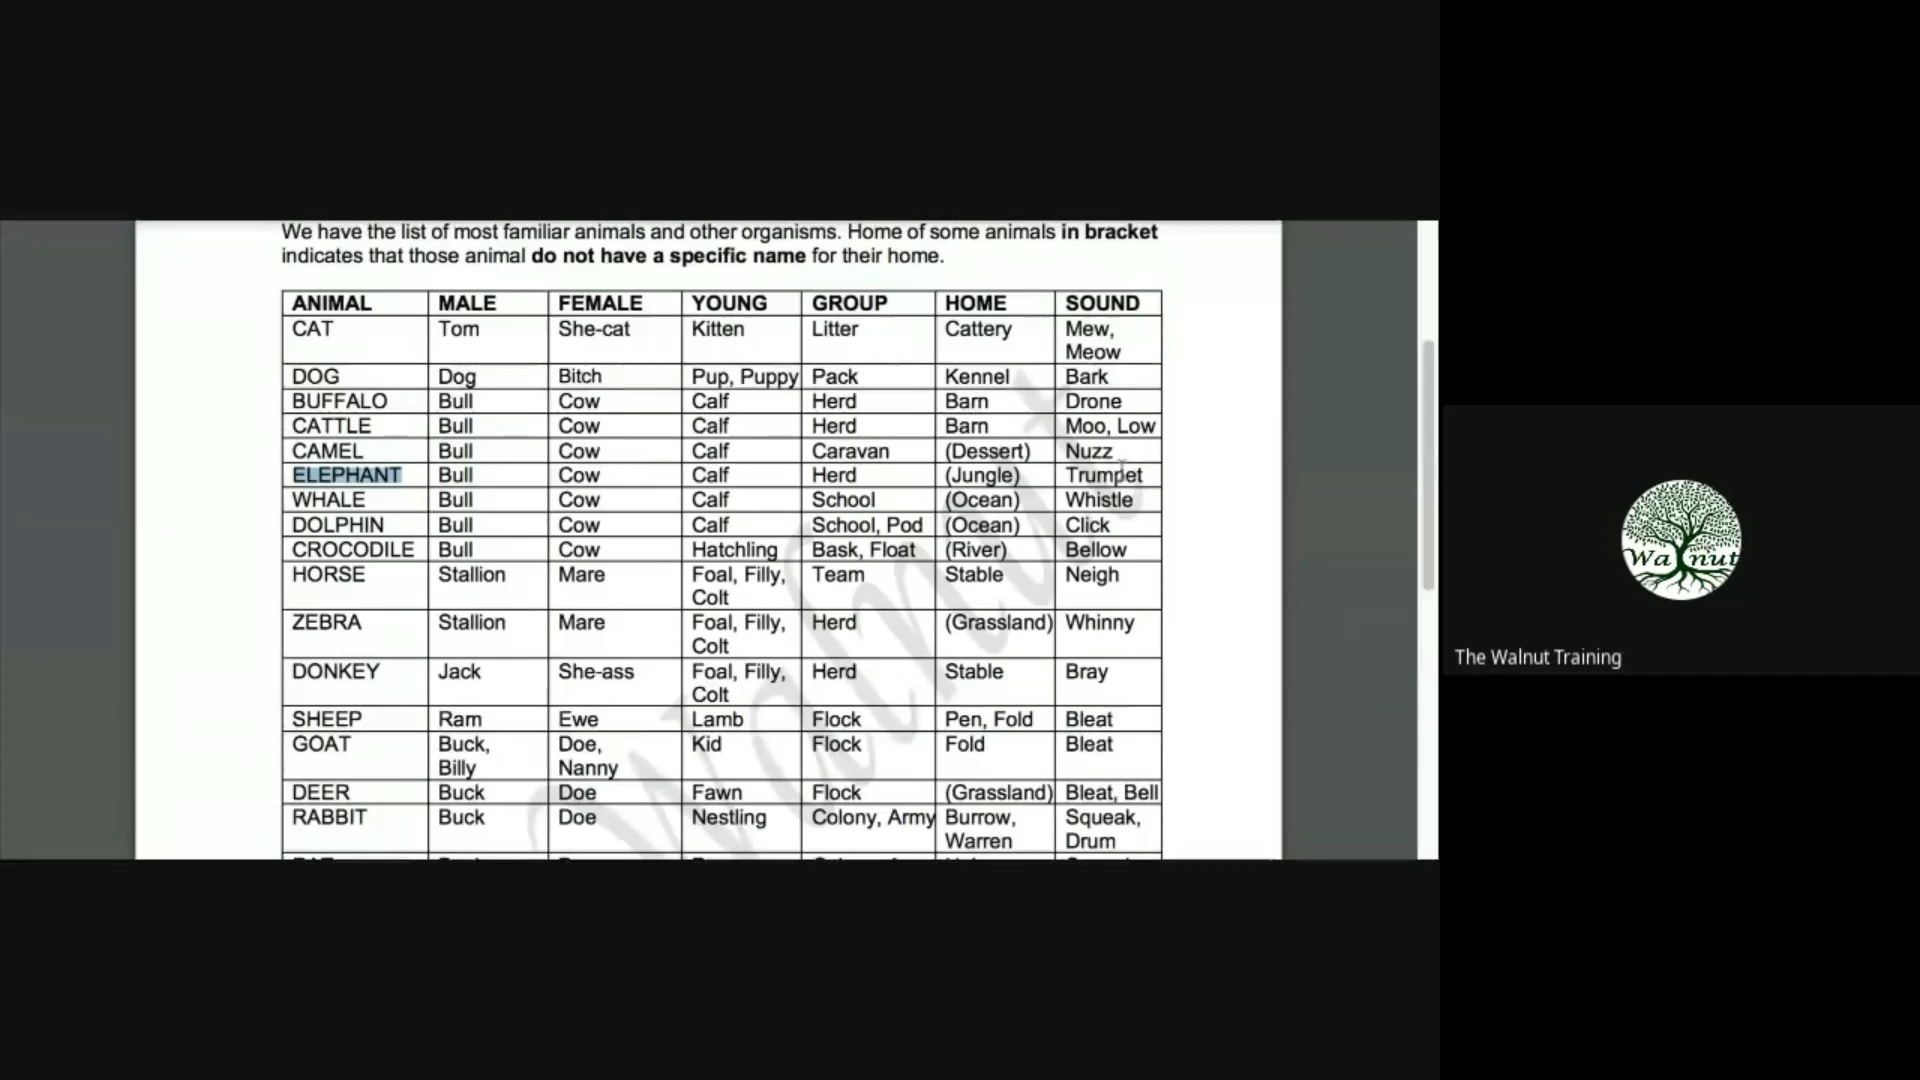 We have the list of most familiar animals and other organisms. Home of some animals in bracket
indicates that those animal do not have a specific name for their home.
ANIMAL MALE FEMALE YOUNG GROUP HOME SOUND
CAT Tom She-cat Kitten Litter Cattery Mew,
Meow
DOG Dog Bitch Pup, Puppy Pack Kennel Bark
BUFFALO Bull Cow Calf Herd Barn Drone
CATTLE Bull Cow Calf Herd Barn Moo, Low
CAMEL Bull Cow Calf Caravan (Dessert) Nuzz
ELEPHANT Bull Cow Calf Herd (Jungle) Trumpet
WHALE Bull Cow Calf School (Ocean) Whistle
DOLPHIN Bull Cow Calf School, Pod (Ocean) Click
CROCODILE Bull Cow Hatchling Bask, Float (River) Bellow
HORSE Stallion Mare Foal, Filly, Team Stable Neigh
Colt
ZEBRA Stallion Mare Foal, Filly, Herd (Grassland) Whinny
Colt
DONKEY Jack She-ass Foal, Filly, Herd Stable Bray
Colt
SHEEP Ram Ewe Lamb Flock Pen, Fold Bleat
GOAT Buck, Doe, Kid Flock Fold Bleat
Billy Nanny
DEER Buck Doe Fawn Flock (Grassland) Bleat, Bell
RABBIT Buck Doe Nestling Colony, Army Burrow, Squeak,
Warren Drum
Walnut
Walnut
The Walnut Training